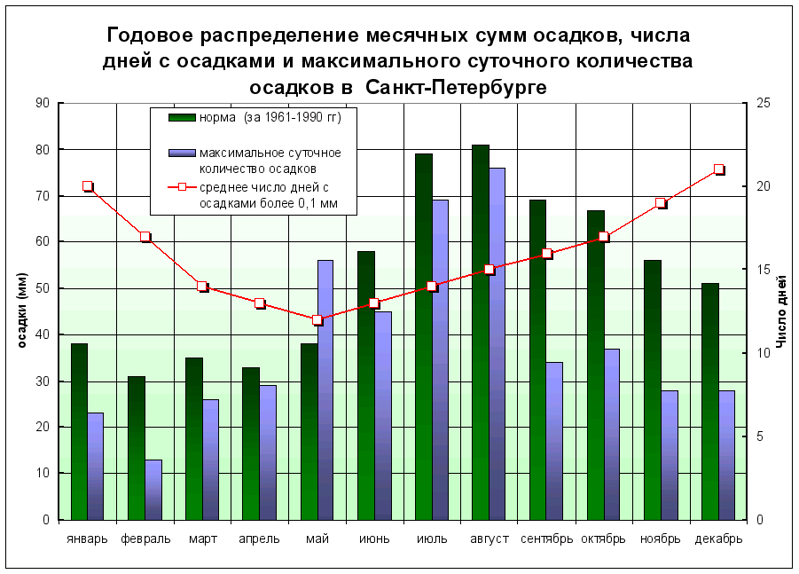 Годовое распределение месячных сумм осадков, числа
дней с осадками и максимального суточного количества
осадков в Санкт-Петербурге
90
80
70
60
50
40
30
20
10
0
осадки (мм)
норма (за 1961-1990 гг)
максимальное суточное
количество осадков
среднее число дней с
осадками более 0,1 мм
25
20
15
10
5
0
Число дней
январь февраль март апрель май июнь июль август сентябрь октябрь ноябрь декабрь